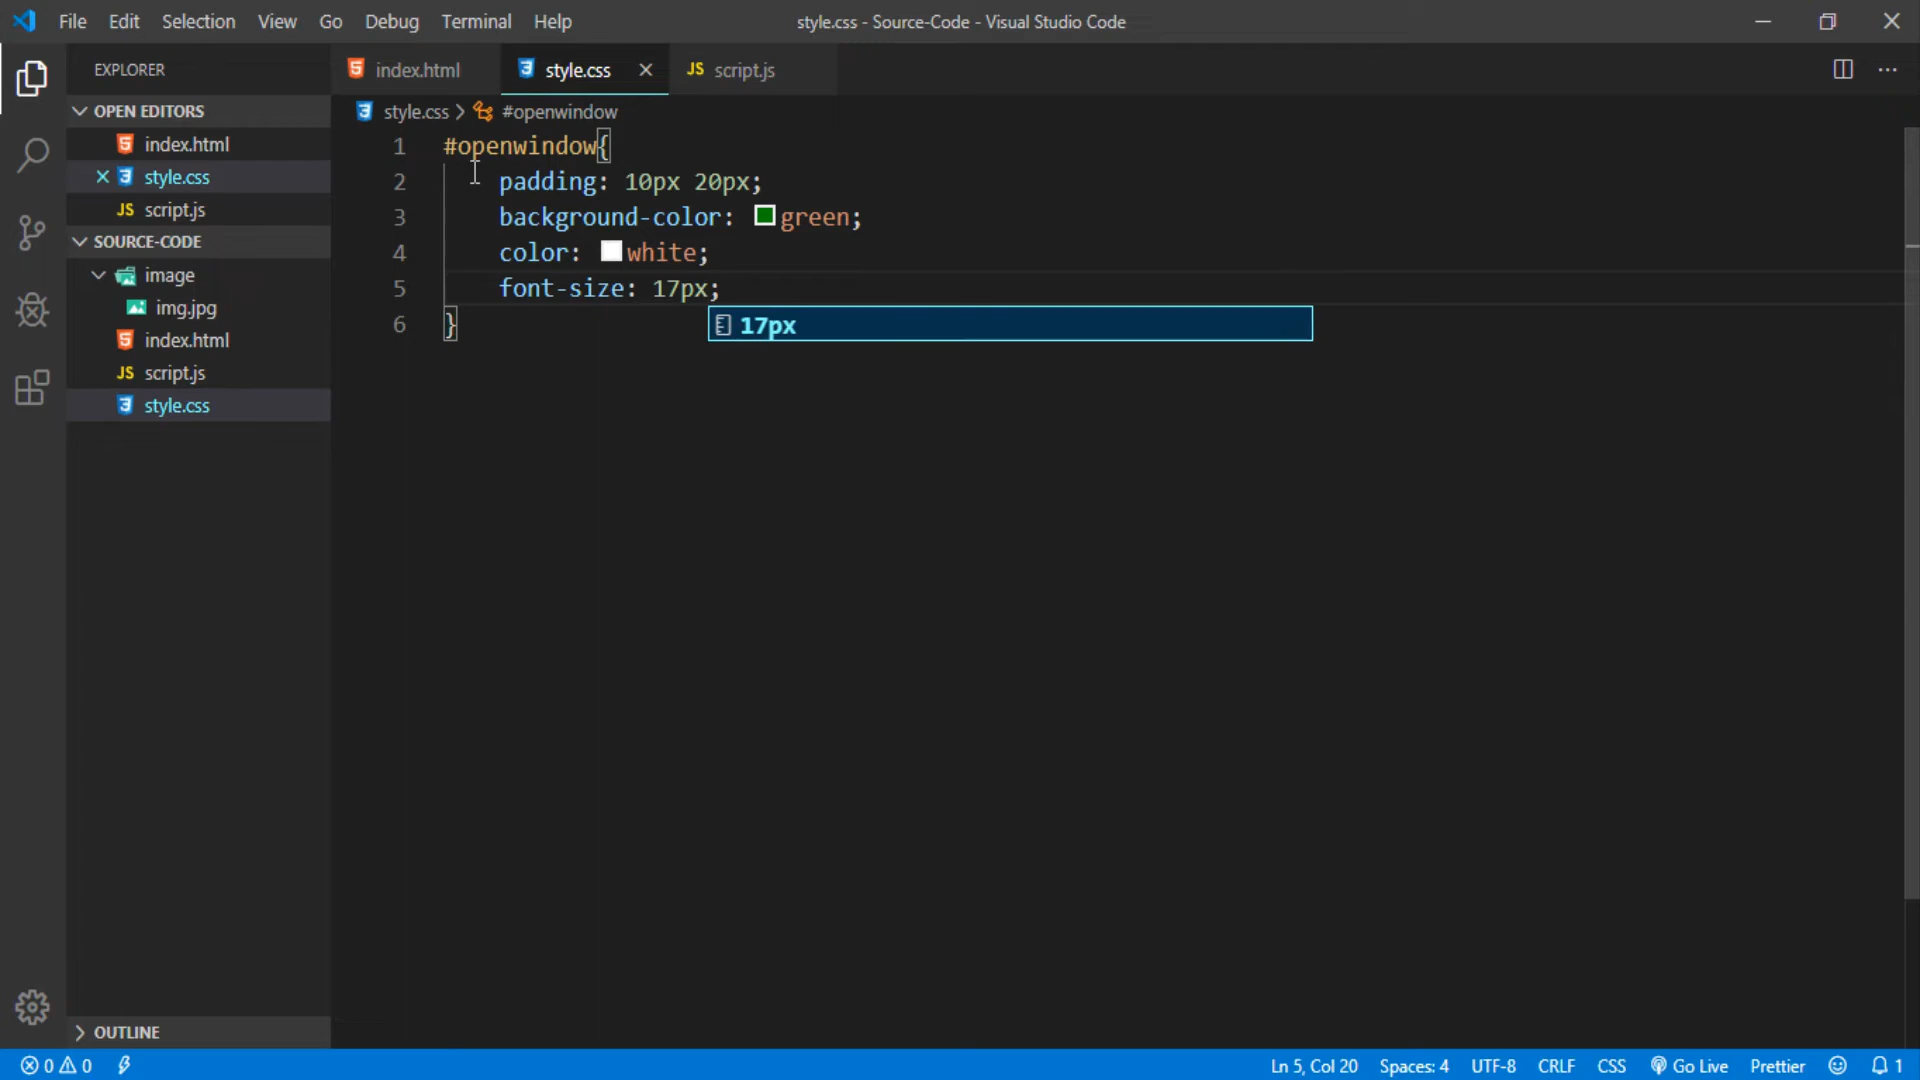 File Edit Selection View Go Debug Terminal Help style.css - Source-Code - Visual Studio Code
EXPLORER
OPEN EDITORS
index.html
style.css
JS script.js
SOURCE-CODE
image
img.jpg
index.html
JS script.js
style.css
OUTLINE
index.html style.css JS script.js
style.css > #openwindow
1 #openwindow{
2 padding: 10px 20px;
3 background-color: green;
4 color: white;
5 font-size: 17px;
6 }
17px
0 0 Ln 5, Col 20 Spaces: 4 UTF-8 CRLF CSS Go Live Prettier 1